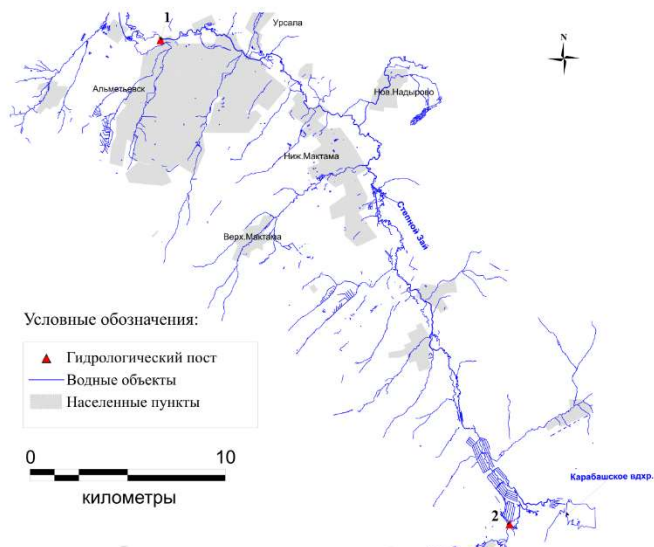 1
Урсала
N
Альметьевск
Нов.Надырово
Ниж.Мактама
Степной Зай
Верх.Мактама
Условные обозначения:
Гидрологический пост
Водные объекты
Населенные пункты
0 10
километры
Карабашское вдхр.
2